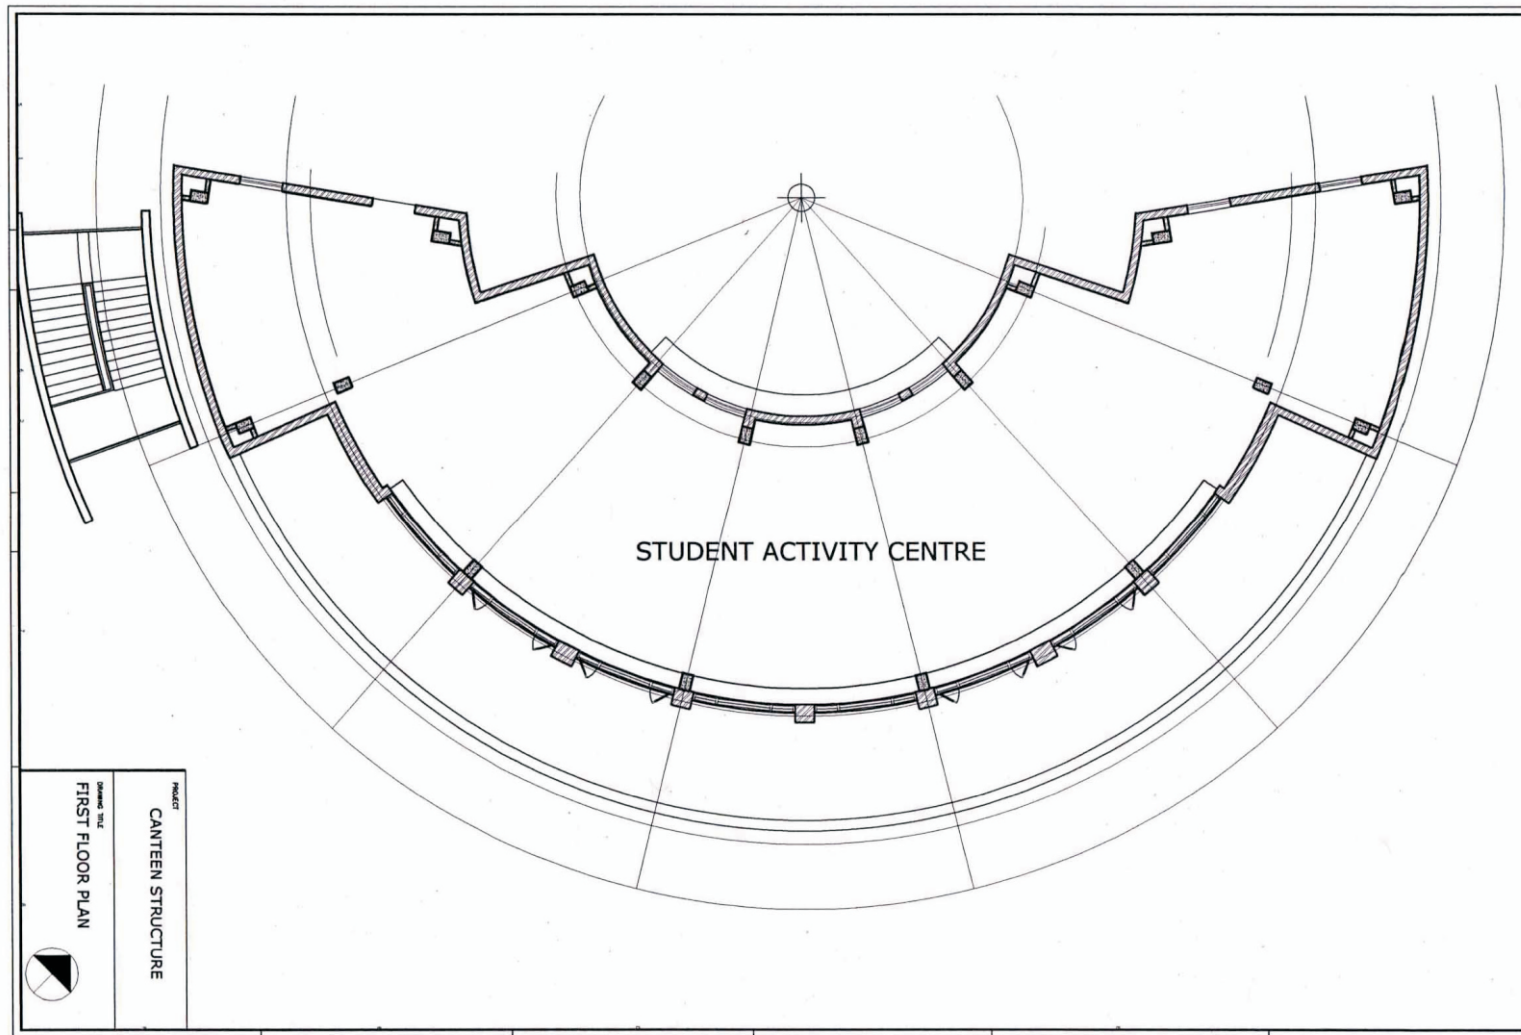 STUDENT ACTIVITY CENTRE
PROJECT
CANTEEN STRUCTURE
DRAWING TITLE
FIRST FLOOR PLAN